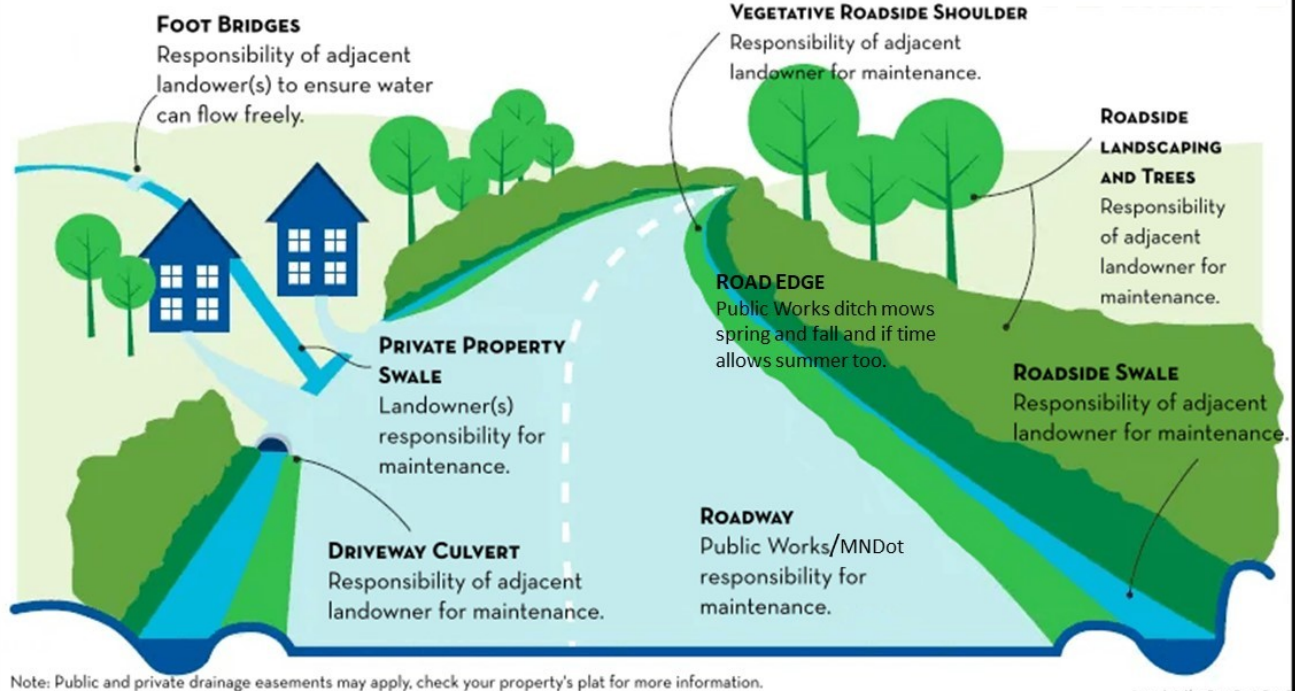 FOOT BRIDGES
Responsibility of adjacent
landower(s) to ensure water
can flow freely.
VEGETATIVE ROADSIDE SHOULDER
Responsibility of adjacent
landowner for maintenance.
ROADSIDE
LANDSCAPING
AND TREES
Responsibility
of adjacent
landowner for
maintenance.
ROAD EDGE
Public Works ditch mows
spring and fall and if time
allows summer too.
PRIVATE PROPERTY
SWALE
Landowner(s)
responsibility for
maintenance.
ROADSIDE SWALE
Responsibility of adjacent
landowner for maintenance.
DRIVEWAY CULVERT
Responsibility of adjacent
landowner for maintenance.
ROADWAY
Public Works/MNDot
responsibility for
maintenance.
Note: Public and private drainage easements may apply, check your property's plat for more information.